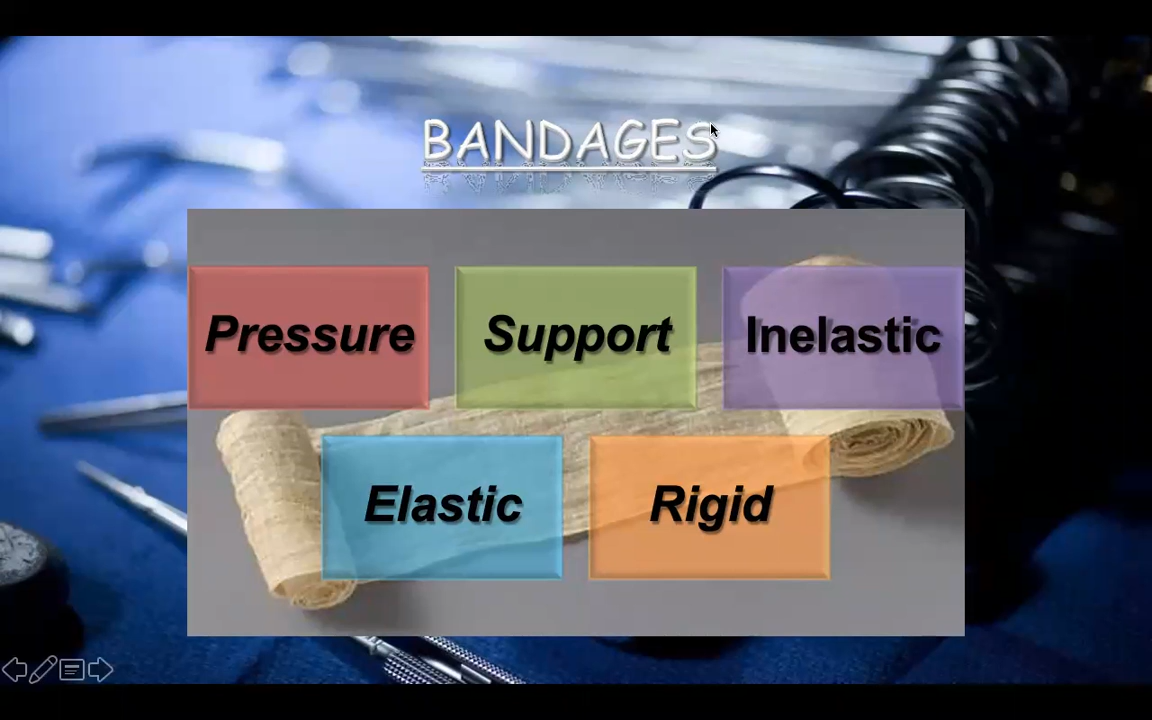 BANDAGES
Pressure
Support
Inelastic
Elastic
Rigid